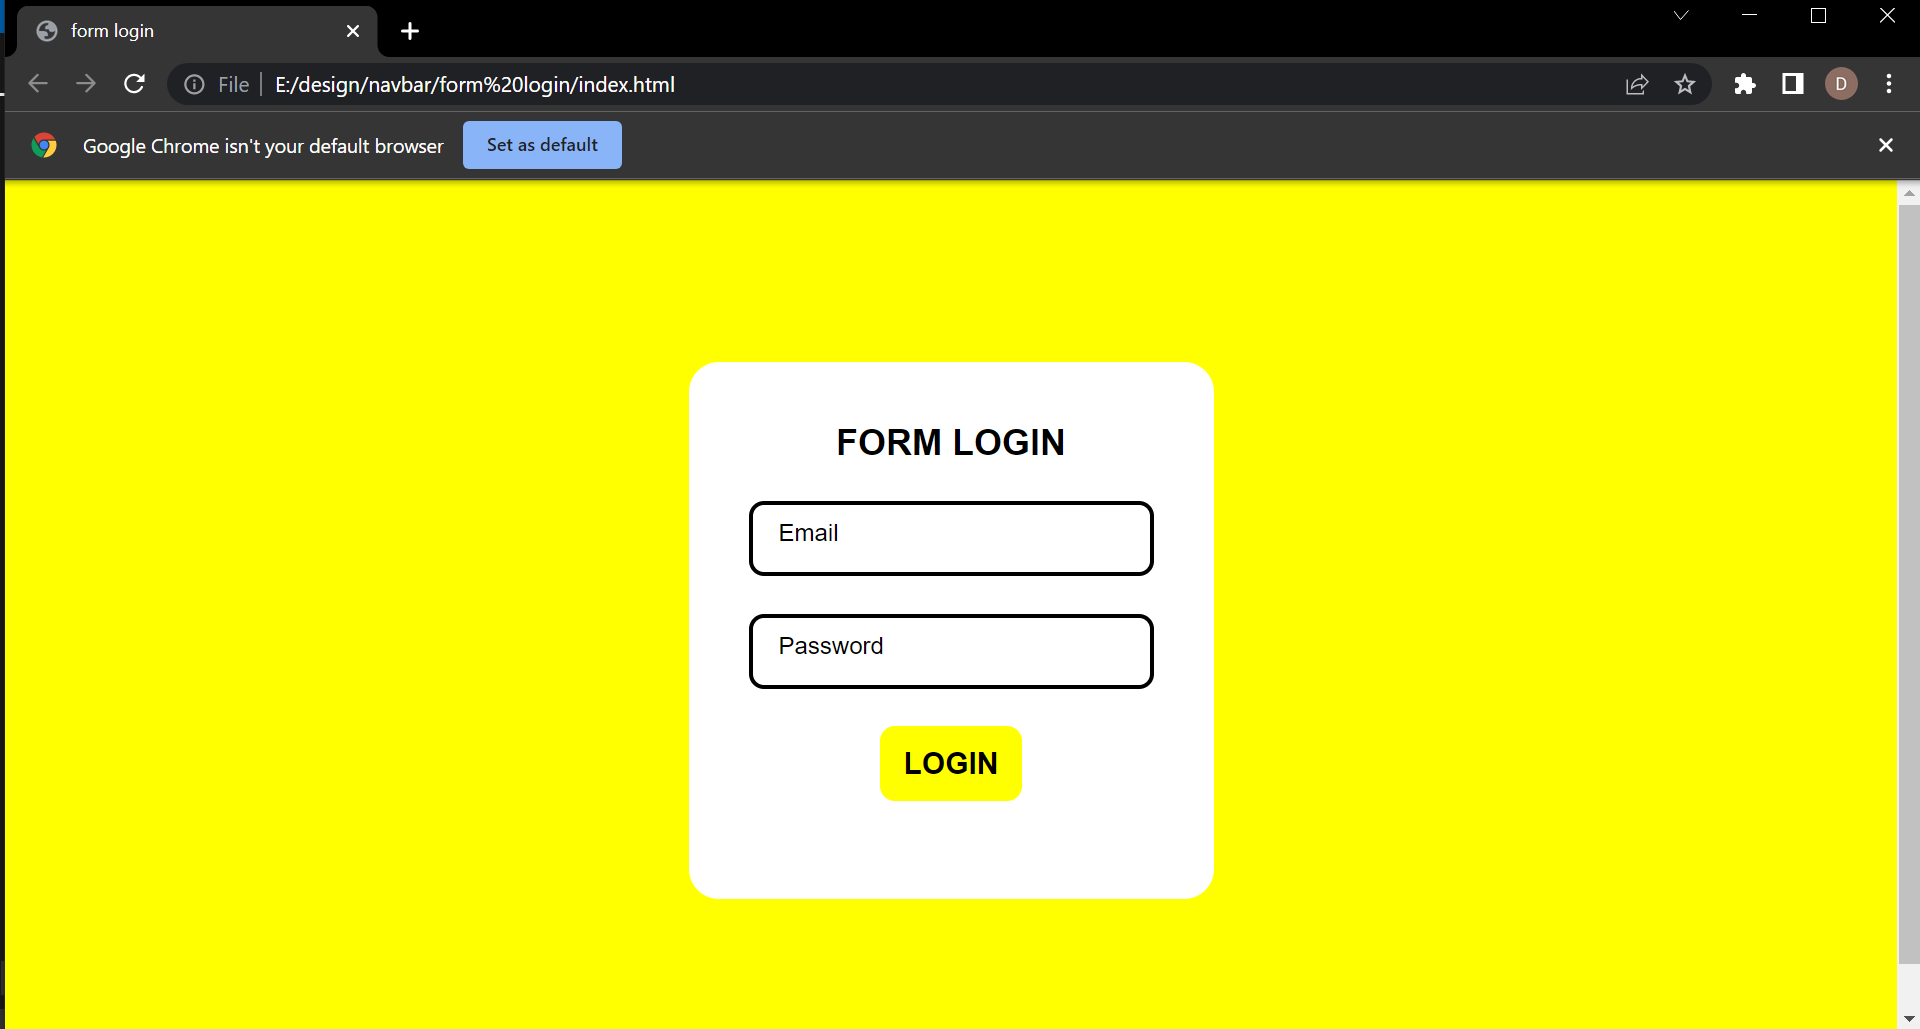 form login
File
E:/design/navbar/form%20login/index.html
D
Google Chrome isn't your default browser
Set as default
FORM LOGIN
Email
Password
LOGIN